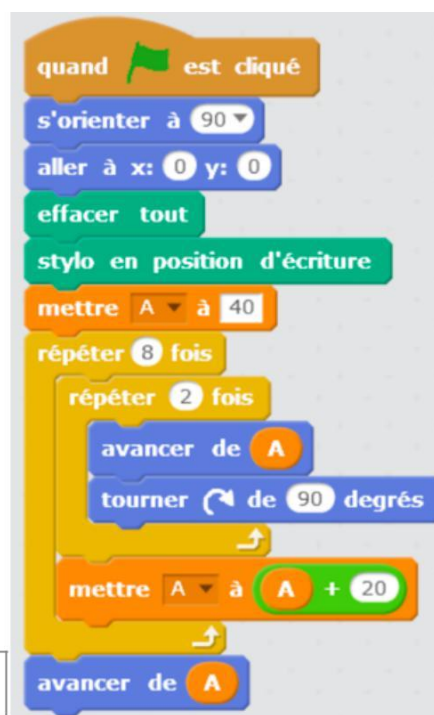 quand est cliqué
s'orienter à 90
aller à x: 0 y: 0
effacer tout
stylo en position d'écriture
mettre A à 40
répéter 8 fois
répéter 2 fois
avancer de A
tourner de 90 degrés
mettre A à A + 20
avancer de A